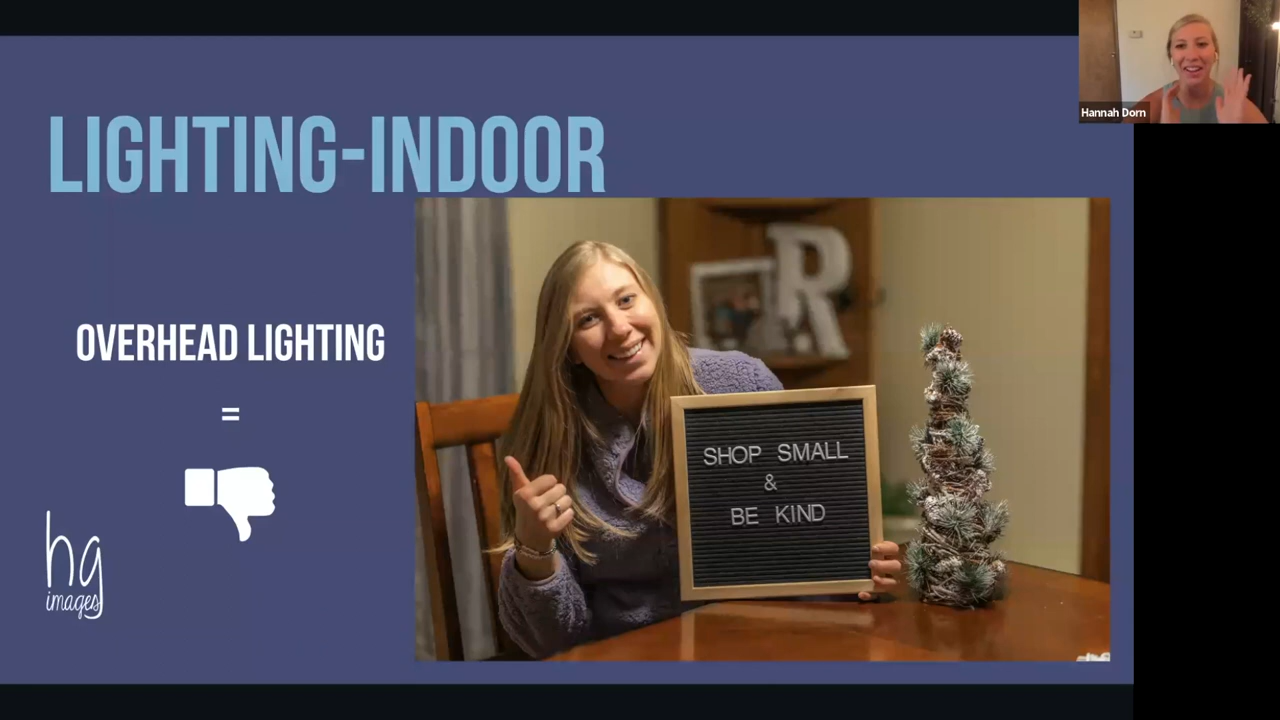 Hannah Dorn
LIGHTING-INDOOR
R
OVERHEAD LIGHTING
=
SHOP SMALL
&
BE KIND
hg
images